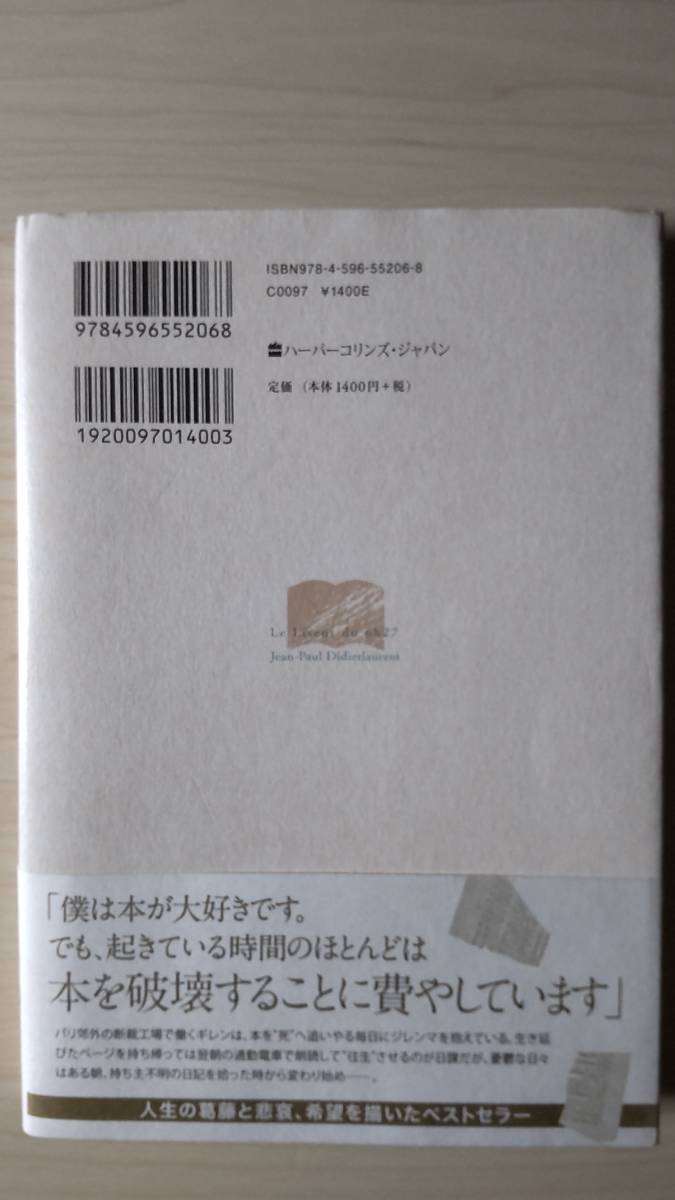 ISBN978-4-596-55206-8
C0097 ¥1400E
9784596552068
ハーパーコリンズ・ジャパン
定価 (本体1400円+税)
1920097014003
Le Liseur du 6h27
Jean-Paul Didierlaurent
「僕は本が大好きです。
でも、起きている時間のほとんどは
本を破壊することに費やしています」
パリ郊外の断裁工場で働くギレンは、本を“死”へ追いやる毎日にジレンマを抱えている。生き延
びたページを持ち帰っては翌朝の通勤電車で朗読して“往生”させるのが日課だが、憂鬱な日々
はある朝、持ち主不明の日記を拾った時から変わり始め――。
人生の葛藤と悲哀、希望を描いたベストセラー